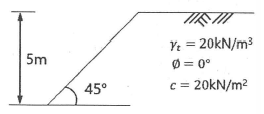 γt = 20kN/m³
5m
Ø = 0°
45°
c = 20kN/m²